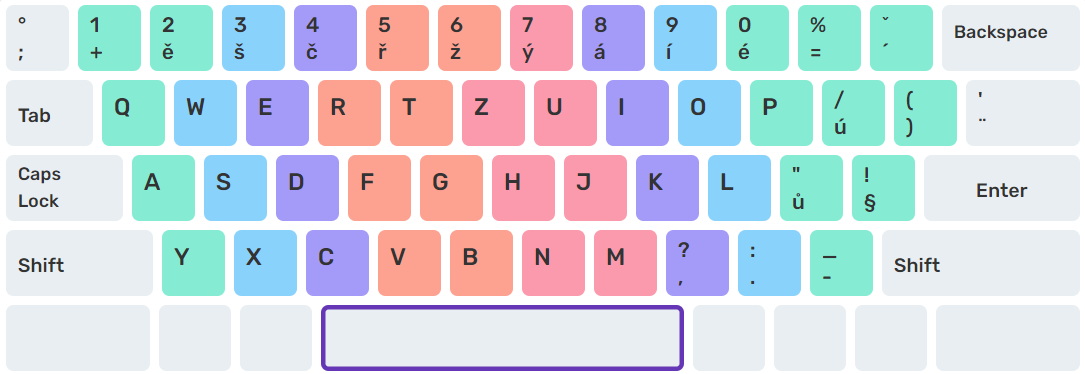 ° 1 2 3 4 5 6 7 8 9 0 % ˇ Backspace
; + ě š č ř ž ý á í é = ´
Tab Q W E R T Z U I O P / ( '
ú ) ¨
Caps Lock A S D F G H J K L " ! Enter
ů §
Shift Y X C V B N M ? : _ Shift
, . -